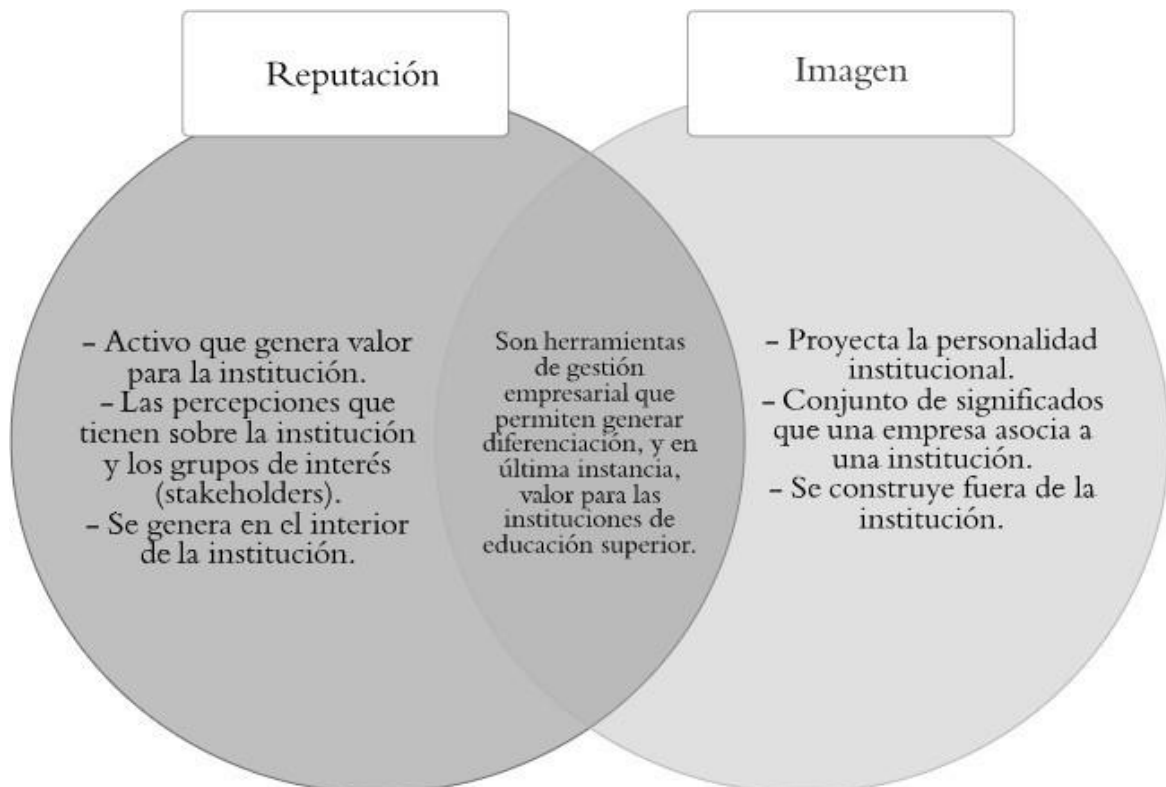 Reputación
Imagen
– Activo que genera valor
para la institución.
– Las percepciones que
tienen sobre la institución
y los grupos de interés
(stakeholders).
– Se genera en el interior
de la institución.
Son herramientas
de gestión
empresarial que
permiten generar
diferenciación, y en
última instancia,
valor para las
instituciones de
educación superior.
– Proyecta la personalidad
institucional.
– Conjunto de significados
que una empresa asocia a
una institución.
– Se construye fuera de la
institución.